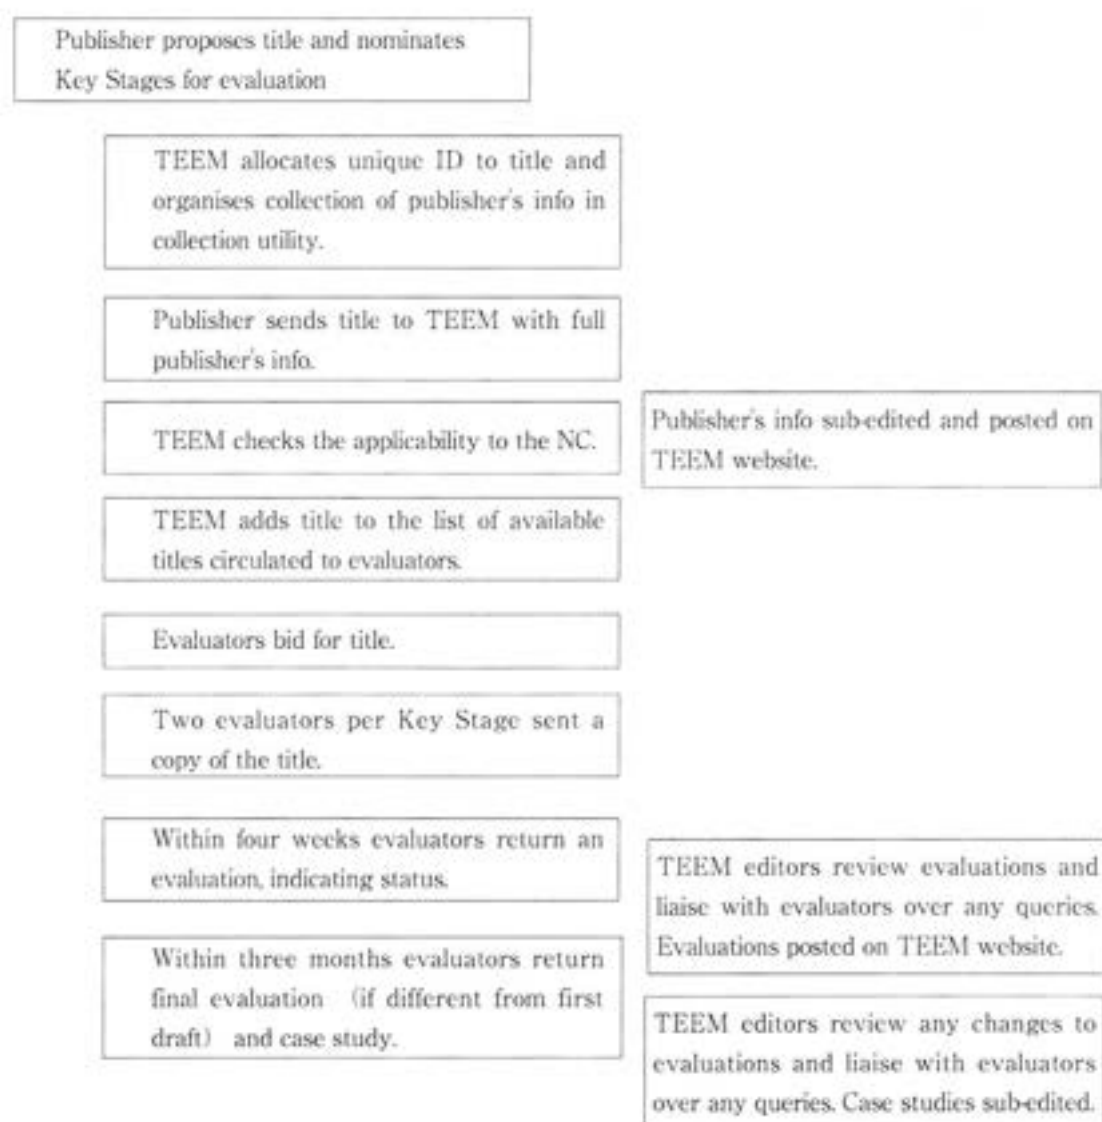 Publisher proposes title and nominates
Key Stages for evaluation
TEEM allocates unique ID to title and
organises collection of publisher's info in
collection utility.
Publisher sends title to TEEM with full
publisher's info.
TEEM checks the applicability to the NC.
Publisher's info sub-edited and posted on
TEEM website.
TEEM adds title to the list of available
titles circulated to evaluators.
Evaluators bid for title.
Two evaluators per Key Stage sent a
copy of the title.
Within four weeks evaluators return an
evaluation, indicating status.
TEEM editors review evaluations and
liaise with evaluators over any queries.
Evaluations posted on TEEM website.
Within three months evaluators return
final evaluation (if different from first
draft) and case study.
TEEM editors review any changes to
evaluations and liaise with evaluators
over any queries. Case studies sub-edited.